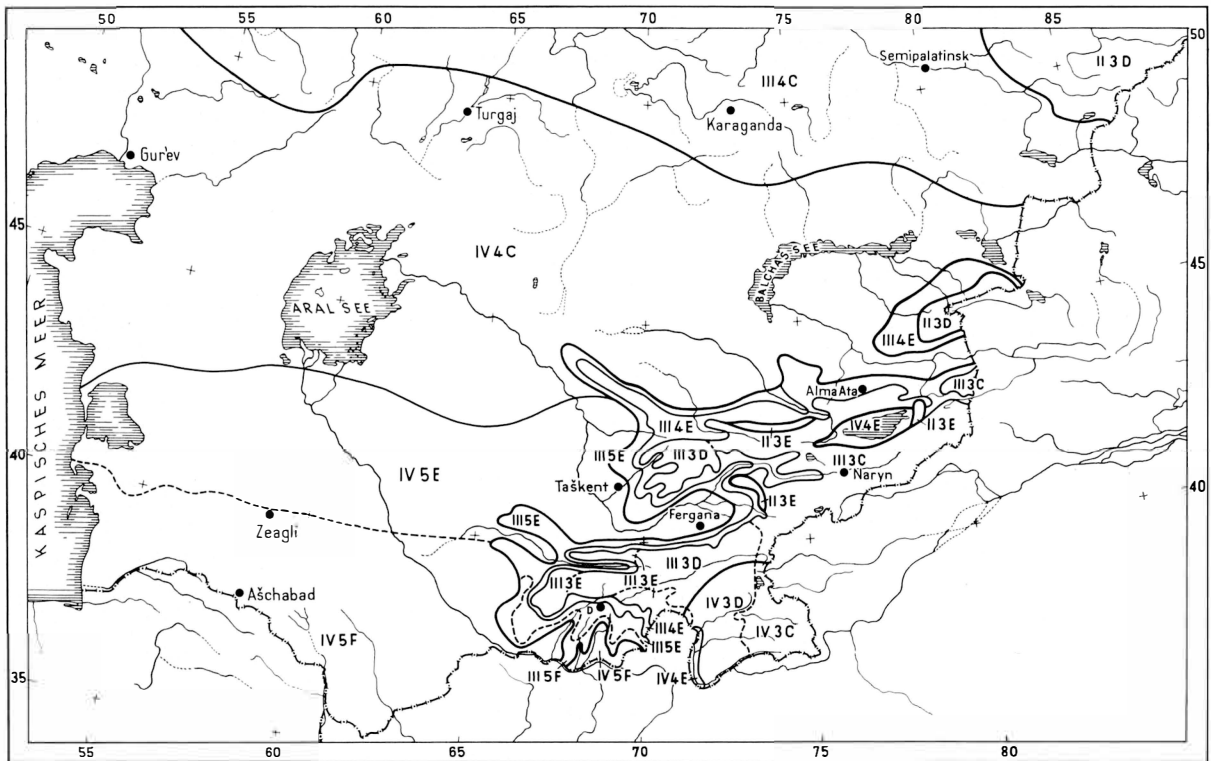 50 55 60 65 70 75 80 85
50
Semipalatinsk
II 3 D
III 4 C
Turgaj
Karaganda
Gur'ev
45
IV 4 C
BALCHAS SEE
45
KASPISCHES MEER
ARAL SEE
III 4 E
II 3 D
Alma Ata
III 3 C
III 4 E
II 3 E
IV 4 E
II 3 E
40
III 5 E
III 3 D
III 3 C
IV 5 E
Taškent
Naryn
40
II 3 E
Fergana
III 5 E
Zeagli
III 3 E
III 3 E
III 3 D
Ašchabad
D
IV 3 D
III 4 E
IV 3 C
IV 5 F
III 5 E
35
III 5 F
IV 5 F
IV 4 E
35
55 60 65 70 75 80